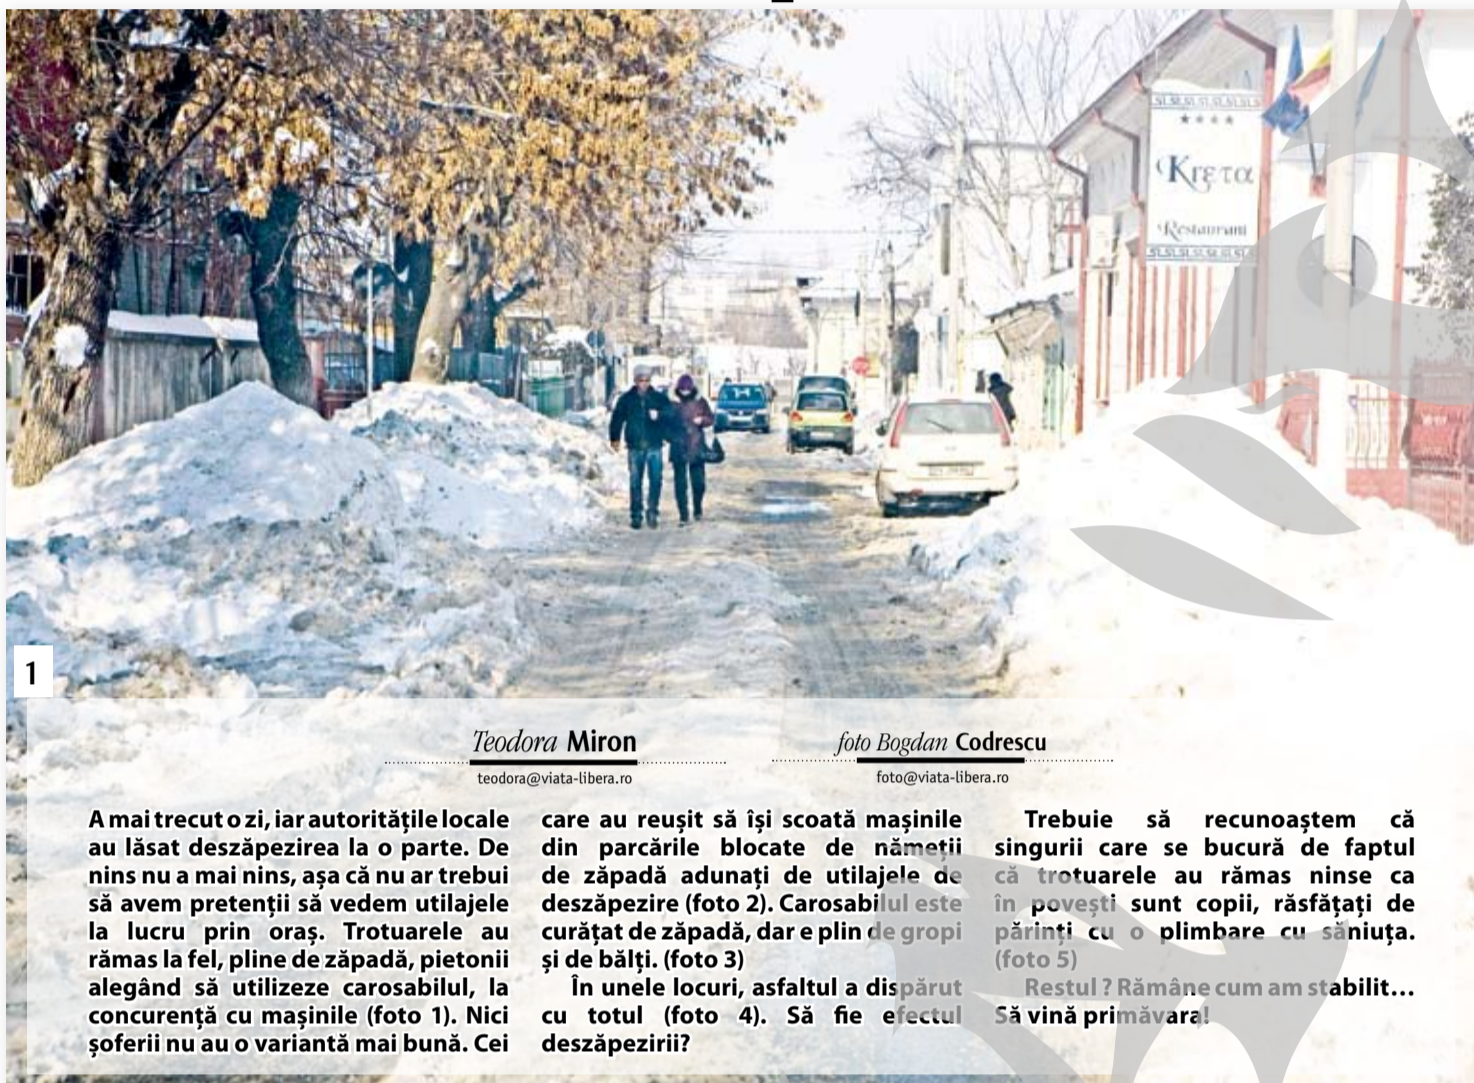 Kreta
Restaurant
1
Teodora Miron
teodora@viata-libera.ro
foto Bogdan Codrescu
foto@viata-libera.ro
A mai trecut o zi, iar autoritățile locale
au lăsat deszăpezirea la o parte. De
nins nu a mai nins, așa că nu ar trebui
să avem pretenții să vedem utilajele
la lucru prin oraș. Trotuarele au
rămas la fel, pline de zăpadă, pietonii
alegând să utilizeze carosabilul, la
concurență cu mașinile (foto 1). Nici
șoferii nu au o variantă mai bună. Cei
care au reușit să își scoată mașinile
din parcările blocate de nămeții
de zăpadă adunați de utilajele de
deszăpezire (foto 2). Carosabilul este
curățat de zăpadă, dar e plin de gropi
și de bălți. (foto 3)
În unele locuri, asfaltul a dispărut
cu totul (foto 4). Să fie efectul
deszăpezirii?
Trebuie să recunoaștem că
singurii care se bucură de faptul
că trotuarele au rămas ninse ca
în povești sunt copii, răsfățați de
părinți cu o plimbare cu săniuța.
(foto 5)
Restul ? Rămâne cum am stabilit...
Să vină primăvara!